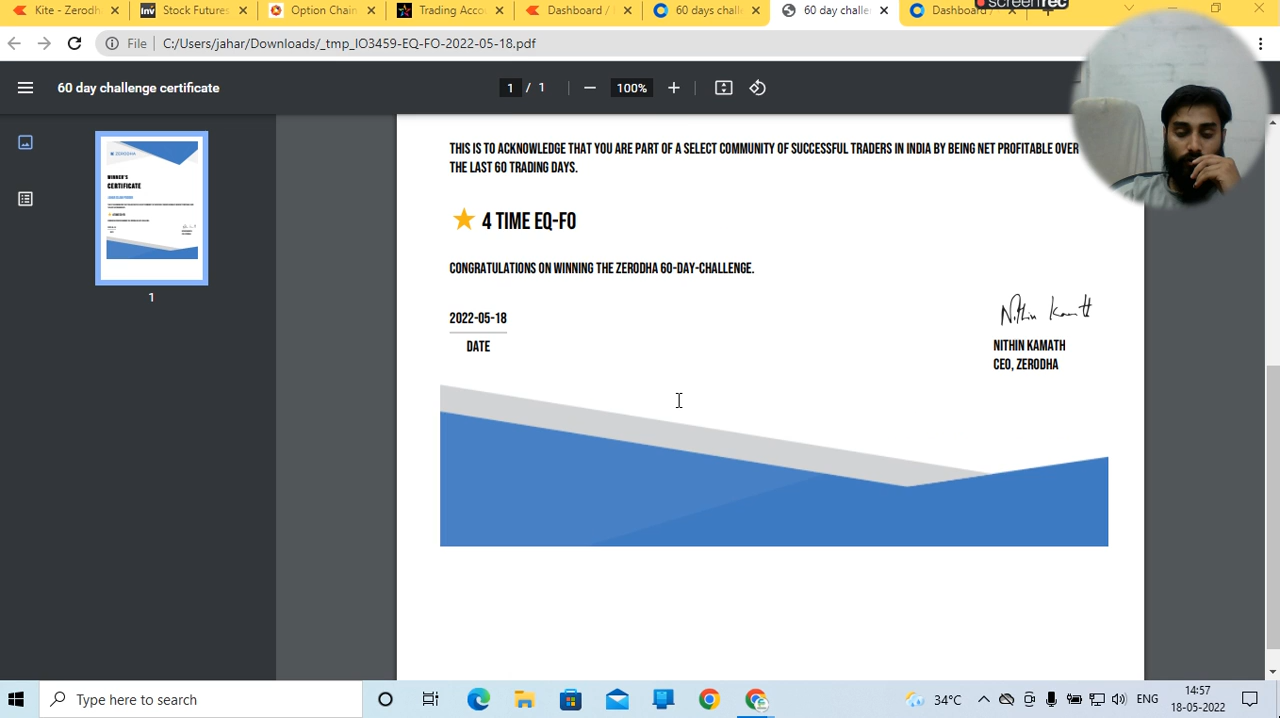 Kite - Zerodh
Stock Futures
Option Chain
Trading Acco
Dashboard /
60 days challe
60 day challe
Dashboard
screenrec
File
C:/Users/jahar/Downloads/_tmp_IO3459-EQ-FO-2022-05-18.pdf
60 day challenge certificate
1 / 1
100%
ZERODHA
WINNER'S
CERTIFICATE
1
THIS IS TO ACKNOWLEDGE THAT YOU ARE PART OF A SELECT COMMUNITY OF SUCCESSFUL TRADERS IN INDIA BY BEING NET PROFITABLE OVER
THE LAST 60 TRADING DAYS.
4 TIME EQ-FO
CONGRATULATIONS ON WINNING THE ZERODHA 60-DAY-CHALLENGE.
2022-05-18
DATE
Nithin Kamath
NITHIN KAMATH
CEO, ZERODHA
Type here to search
34°C
ENG
14:57
18-05-2022